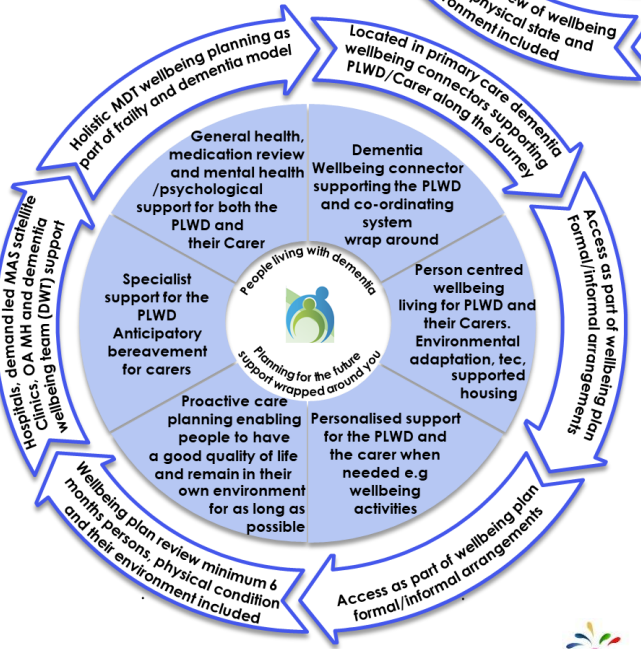 ew of wellbeing
physical state and
onment included
Holistic MDT wellbeing planning as
part of frailty and dementia model
Located in primary care dementia
wellbeing connectors supporting
PLWD/Carer along the journey
Access as part of wellbeing plan
Formal/informal arrangements
Access as part of wellbeing plan
formal/informal arrangements
Wellbeing plan review minimum 6
months persons, physical condition
and their environment included
Hospitals, demand led MAS satellite
Clinics, OA MH and dementia
wellbeing team (DWT) support
General health,
medication review
and mental health
/psychological
support for both the
PLWD and
their Carer
Dementia
Wellbeing connector
supporting the PLWD
and co-ordinating
system
wrap around
Person centred
wellbeing
living for PLWD and
their Carers.
Environmental
adaptation, tec,
supported
housing
Personalised support
for the PLWD and
the carer when
needed e.g
wellbeing
activities
Proactive care
planning enabling
people to have
a good quality of life
and remain in their
own environment
for as long as
possible
Specialist
support for the
PLWD
Anticipatory
bereavement
for carers
People living with dementia
Planning for the future
support wrapped around you